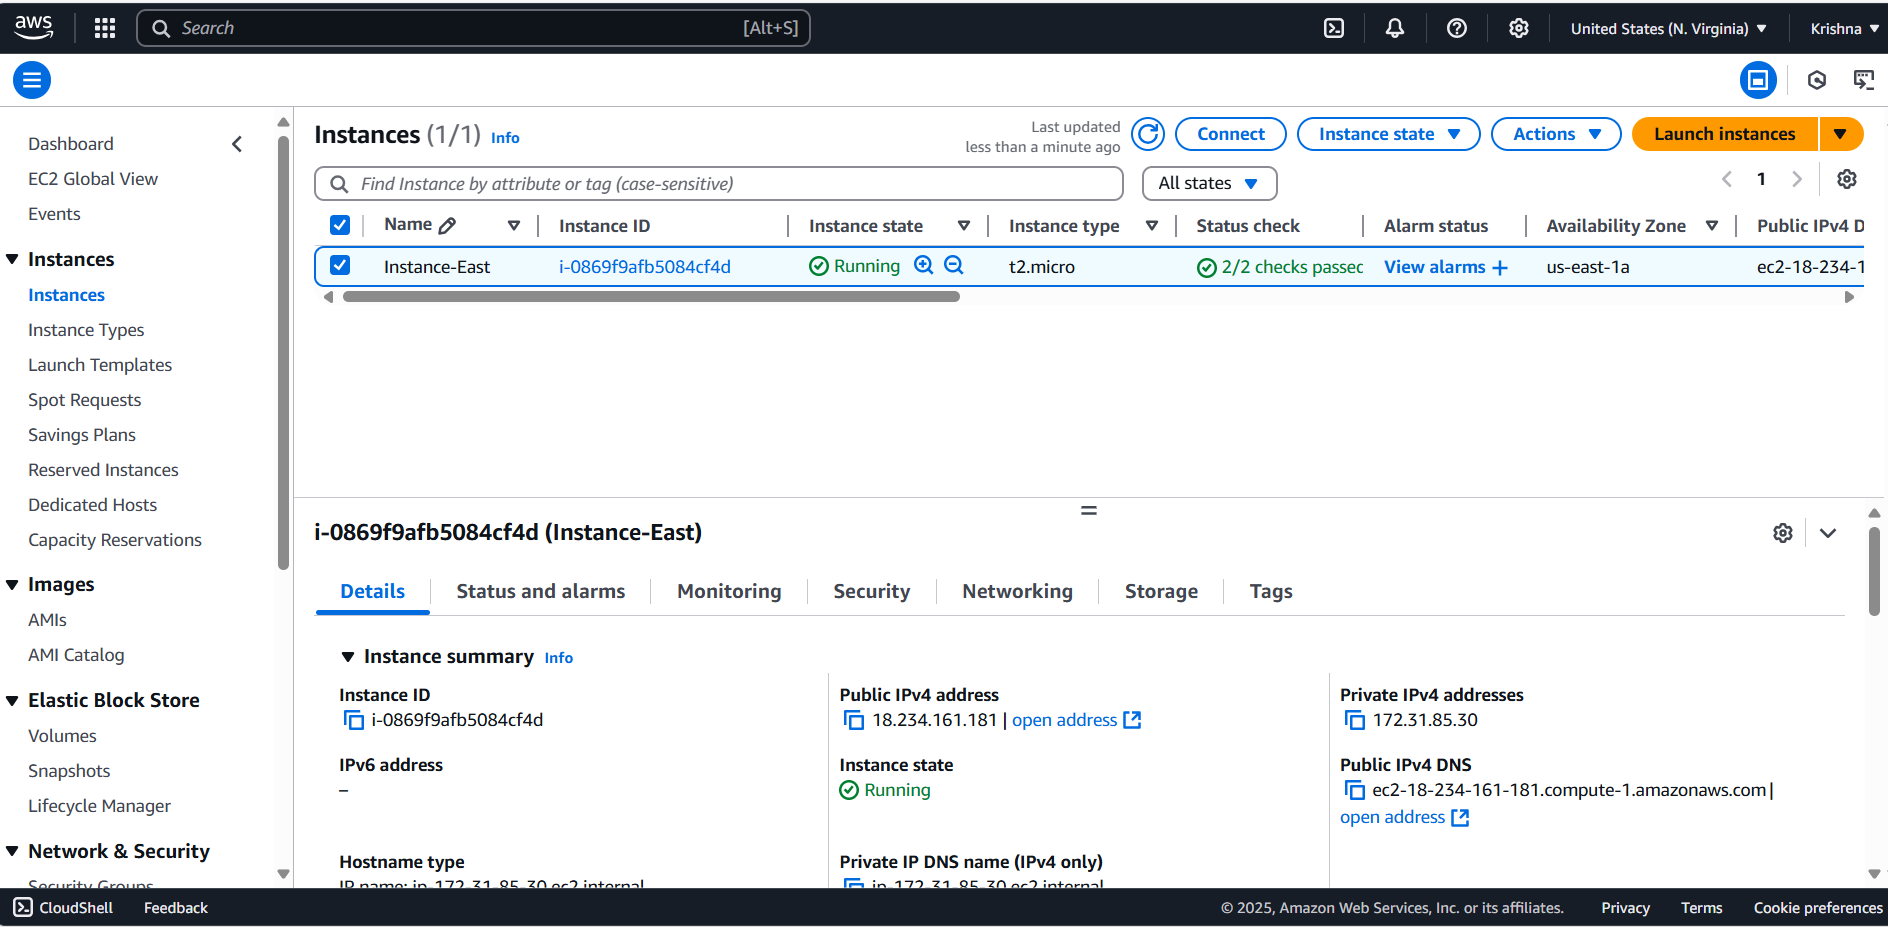 aws
Search [Alt+S]
United States (N. Virginia)
Krishna
Dashboard
EC2 Global View
Events
Instances
Instances
Instance Types
Launch Templates
Spot Requests
Savings Plans
Reserved Instances
Dedicated Hosts
Capacity Reservations
Images
AMIs
AMI Catalog
Elastic Block Store
Volumes
Snapshots
Lifecycle Manager
Network & Security
Security Groups
Instances (1/1) Info
Last updated
less than a minute ago
Connect
Instance state
Actions
Launch instances
Find Instance by attribute or tag (case-sensitive)
All states
1
Name Instance ID Instance state Instance type Status check Alarm status Availability Zone Public IPv4 D
Instance-East i-0869f9afb5084cf4d Running t2.micro 2/2 checks passed View alarms + us-east-1a ec2-18-234-1
i-0869f9afb5084cf4d (Instance-East)
Details Status and alarms Monitoring Security Networking Storage Tags
Instance summary Info
Instance ID
i-0869f9afb5084cf4d
Public IPv4 address
18.234.161.181 | open address
Private IPv4 addresses
172.31.85.30
IPv6 address
–
Instance state
Running
Public IPv4 DNS
ec2-18-234-161-181.compute-1.amazonaws.com |
open address
Hostname type
IP name: ip-172-31-85-30.ec2.internal
Private IP DNS name (IPv4 only)
ip-172-31-85-30.ec2.internal
CloudShell Feedback
© 2025, Amazon Web Services, Inc. or its affiliates. Privacy Terms Cookie preferences